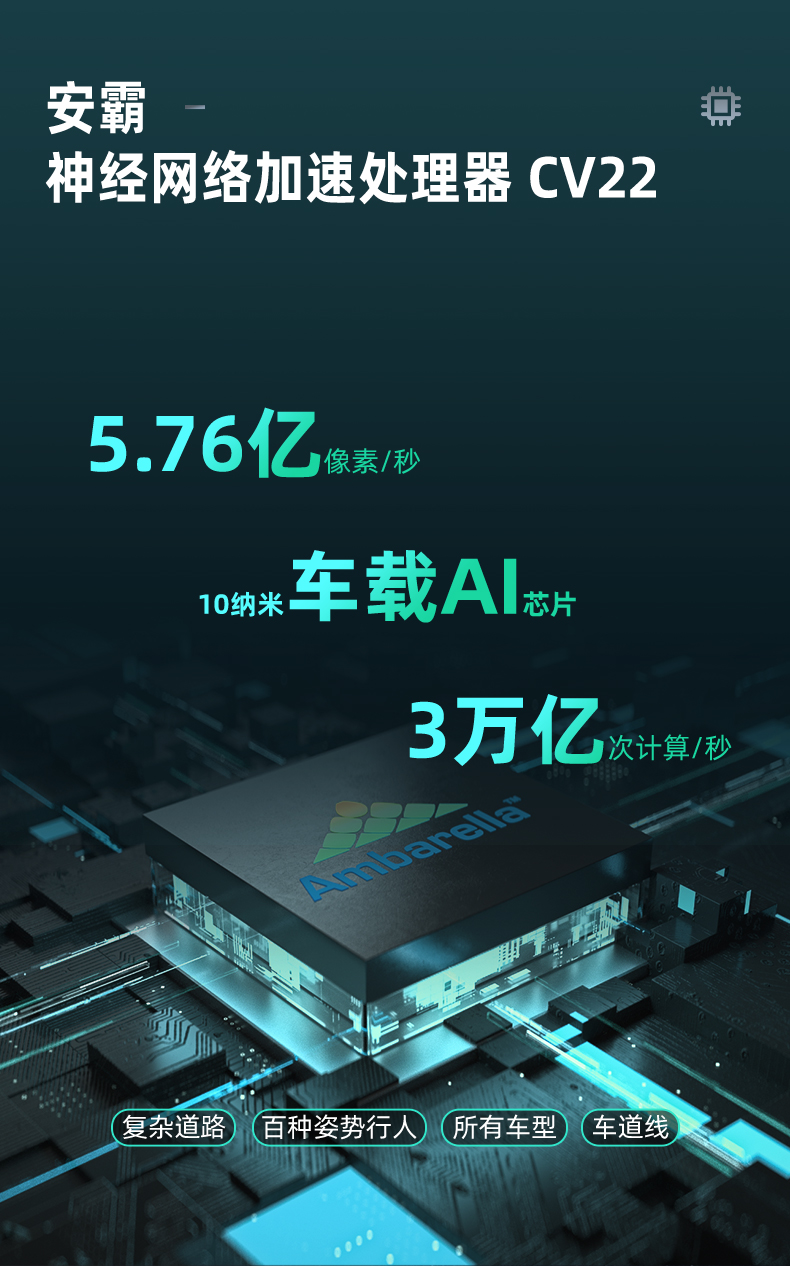 安霸
神经网络加速处理器 CV22
5.76亿像素/秒
10纳米车载AI芯片
3万亿次计算/秒
Ambarella™
复杂道路 百种姿势行人 所有车型 车道线